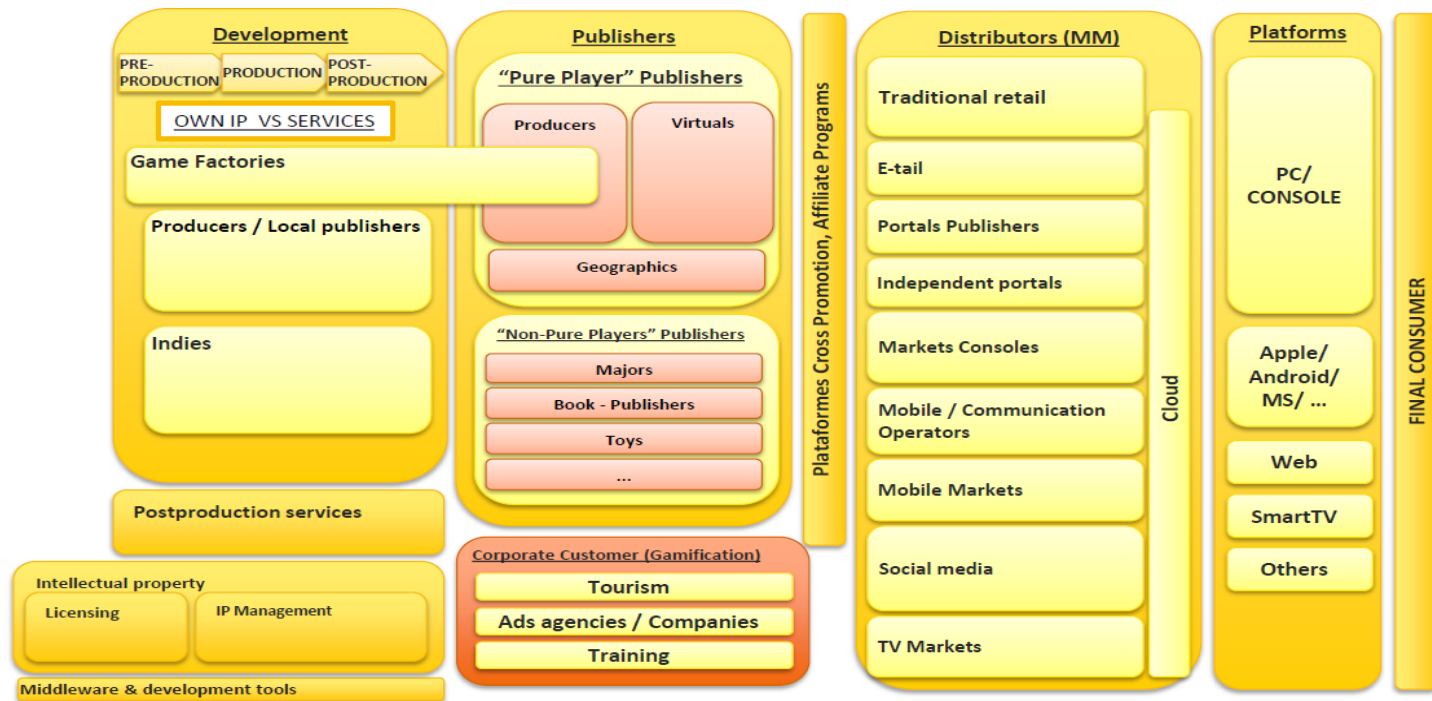 Development
PRE-
PRODUCTION
PRODUCTION
POST-
PRODUCTION
OWN IP VS SERVICES
Game Factories
Producers / Local publishers
Indies
Postproduction services
Intellectual property
Licensing
IP Management
Middleware & development tools
Publishers
“Pure Player” Publishers
Producers
Virtuals
Geographics
“Non-Pure Players” Publishers
Majors
Book - Publishers
Toys
...
Corporate Customer (Gamification)
Tourism
Ads agencies / Companies
Training
Plataformes Cross Promotion, Affiliate Programs
Distributors (MM)
Traditional retail
E-tail
Portals Publishers
Independent portals
Markets Consoles
Mobile / Communication
Operators
Mobile Markets
Social media
TV Markets
Cloud
Platforms
PC/
CONSOLE
Apple/
Android/
MS/ ...
Web
SmartTV
Others
FINAL CONSUMER